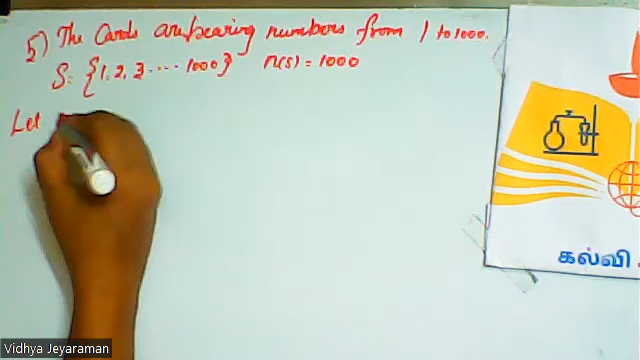 5) The Cards are bearing numbers from 1 to 1000.
S = {1, 2, 3 .... 1000} n(s) = 1000
Let
கல்வி
Vidhya Jeyaraman